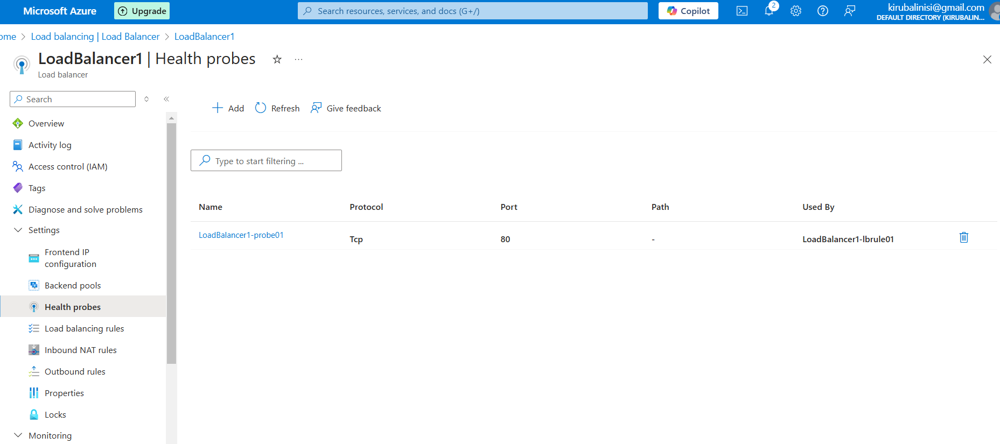 Microsoft Azure
Upgrade
Search resources, services, and docs (G+/)
Copilot
2
kirubalinisi@gmail.com
DEFAULT DIRECTORY (KIRUBALIN...
ome > Load balancing | Load Balancer > LoadBalancer1
LoadBalancer1 | Health probes
Load balancer
Search
Add
Refresh
Give feedback
Overview
Activity log
Access control (IAM)
Tags
Diagnose and solve problems
Settings
Frontend IP
configuration
Backend pools
Health probes
Load balancing rules
Inbound NAT rules
Outbound rules
Properties
Locks
Monitoring
Type to start filtering ...
Name Protocol Port Path Used By
LoadBalancer1-probe01 Tcp 80 - LoadBalancer1-lbrule01